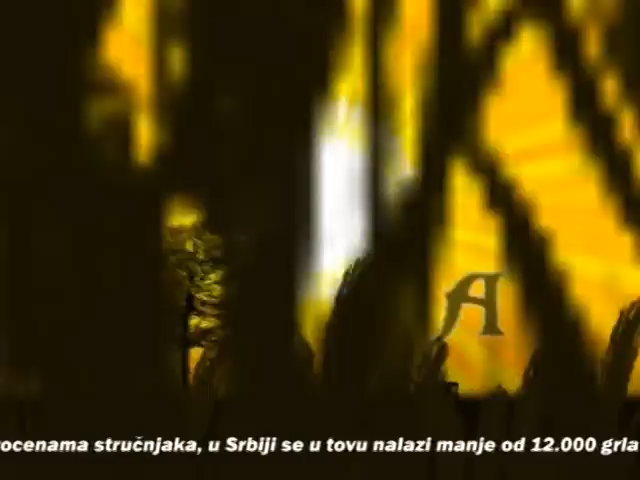 A
ocenama stručnjaka, u Srbiji se u tovu nalazi manje od 12.000 grla